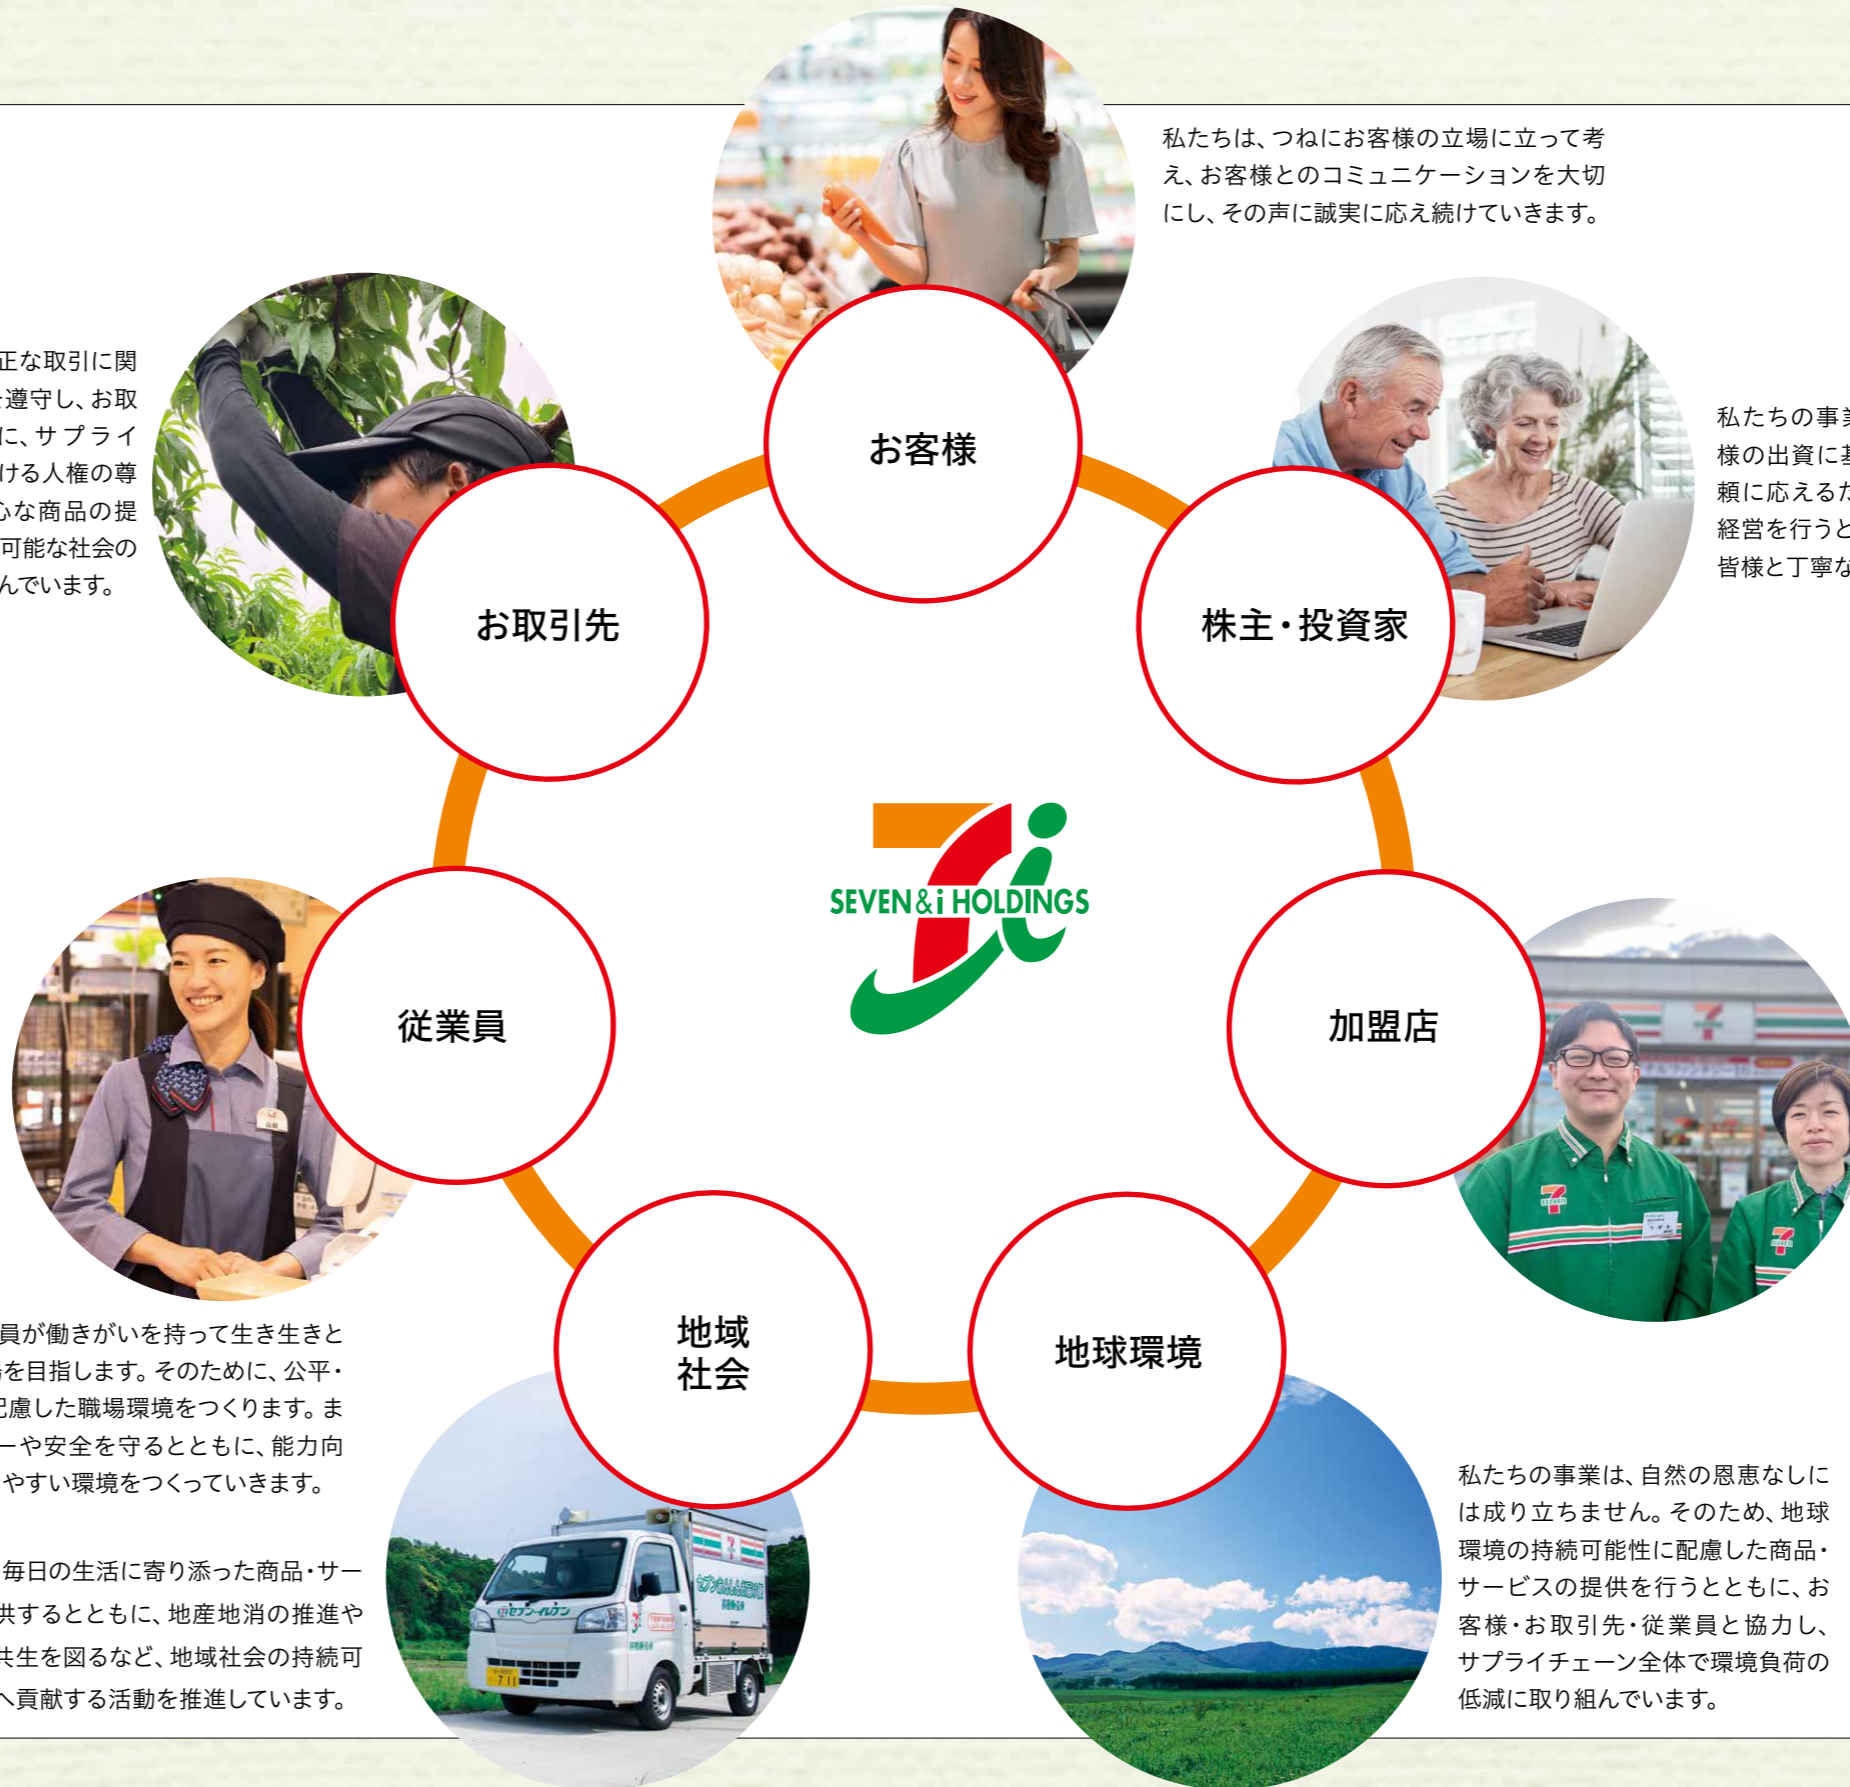 私たちは、つねにお客様の立場に立って考
え、お客様とのコミュニケーションを大切
にし、その声に誠実に応え続けていきます。
お客様
正な取引に関
を遵守し、お取
に、サプライ
ける人権の尊
心な商品の提
可能な社会の
んでいます。
お取引先
株主・投資家
私たちの事業
様の出資に基
頼に応えるた
経営を行うと
皆様と丁寧な
SEVEN&i HOLDINGS
従業員
加盟店
員が働きがいを持って生き生きと
場を目指します。そのために、公平・
配慮した職場環境をつくります。ま
ーや安全を守るとともに、能力向
やすい環境をつくっていきます。
地域
社会
地球環境
毎日の生活に寄り添った商品・サー
供するとともに、地産地消の推進や
共生を図るなど、地域社会の持続可
へ貢献する活動を推進しています。
セブン-イレブン
711
私たちの事業は、自然の恩恵なしに
は成り立ちません。そのため、地球
環境の持続可能性に配慮した商品・
サービスの提供を行うとともに、お
客様・お取引先・従業員と協力し、
サプライチェーン全体で環境負荷の
低減に取り組んでいます。